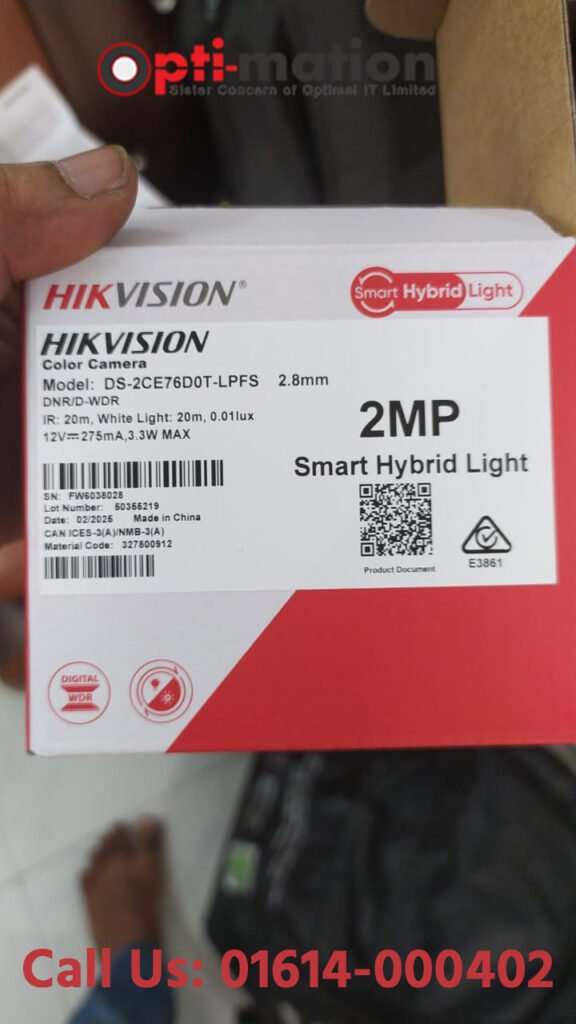 Opti-mation
Sister Concern of Optimal IT Limited
HIKVISION®
Smart Hybrid Light
HIKVISION
Color Camera
Model: DS-2CE76D0T-LPFS 2.8mm
DNR/D-WDR
IR: 20m, White Light: 20m, 0.01lux
12V⎓275mA,3.3W MAX
2MP
Smart Hybrid Light
SN: FW6038028
Lot Number: 50355219
Date: 02/2025 Made in China
CAN ICES-3(A)/NMB-3(A)
Material Code: 327800912
Product Document
E3861
DIGITAL
WDR
Call Us: 01614-000402